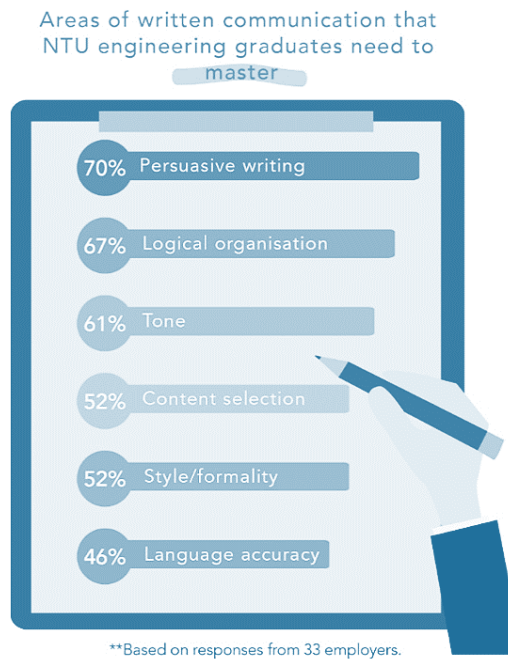 Areas of written communication that
NTU engineering graduates need to
master
70% Persuasive writing
67% Logical organisation
61% Tone
52% Content selection
52% Style/formality
46% Language accuracy
**Based on responses from 33 employers.